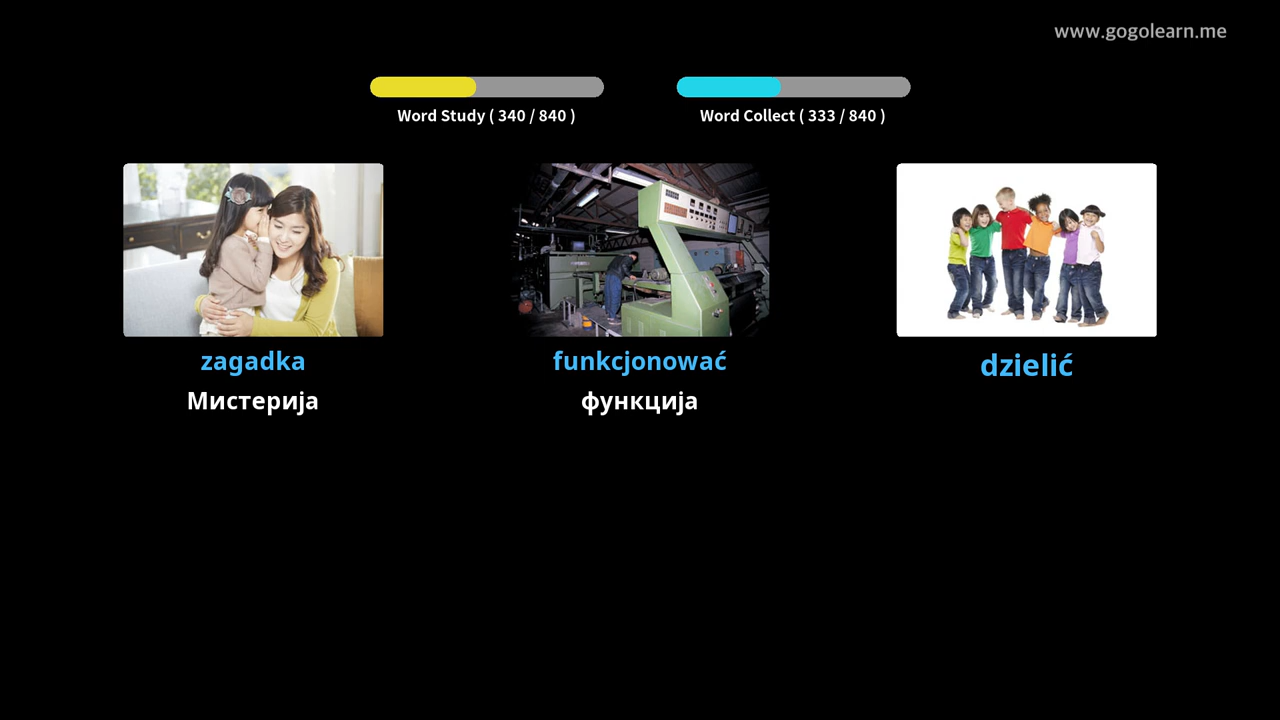 www.gogolearn.me
Word Study ( 340 / 840 )
Word Collect ( 333 / 840 )
zagadka
Мистерија
funkcjonować
функција
dzielić